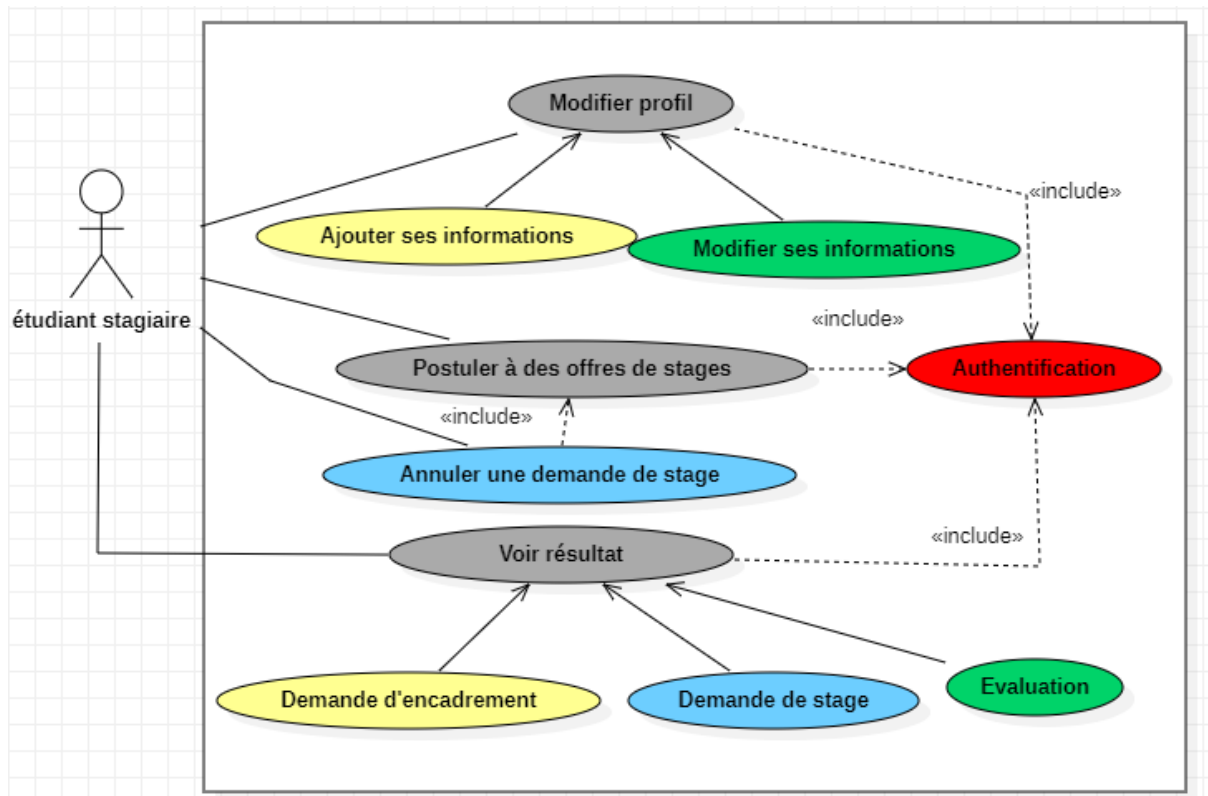 Modifier profil
«include»
Ajouter ses informations
Modifier ses informations
étudiant stagiaire
«include»
Postuler à des offres de stages
Authentification
«include»
Annuler une demande de stage
«include»
Voir résultat
Demande d'encadrement
Demande de stage
Evaluation